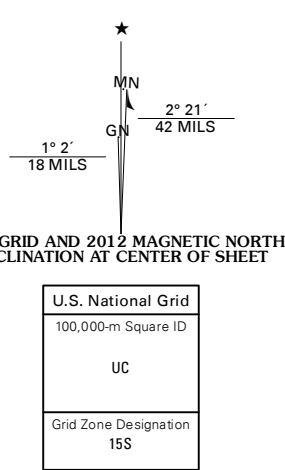 ★
MN
GN
1° 2´
18 MILS
2° 21´
42 MILS
GRID AND 2012 MAGNETIC NORTH
CLINATION AT CENTER OF SHEET
U.S. National Grid
100,000-m Square ID
UC
Grid Zone Designation
15S